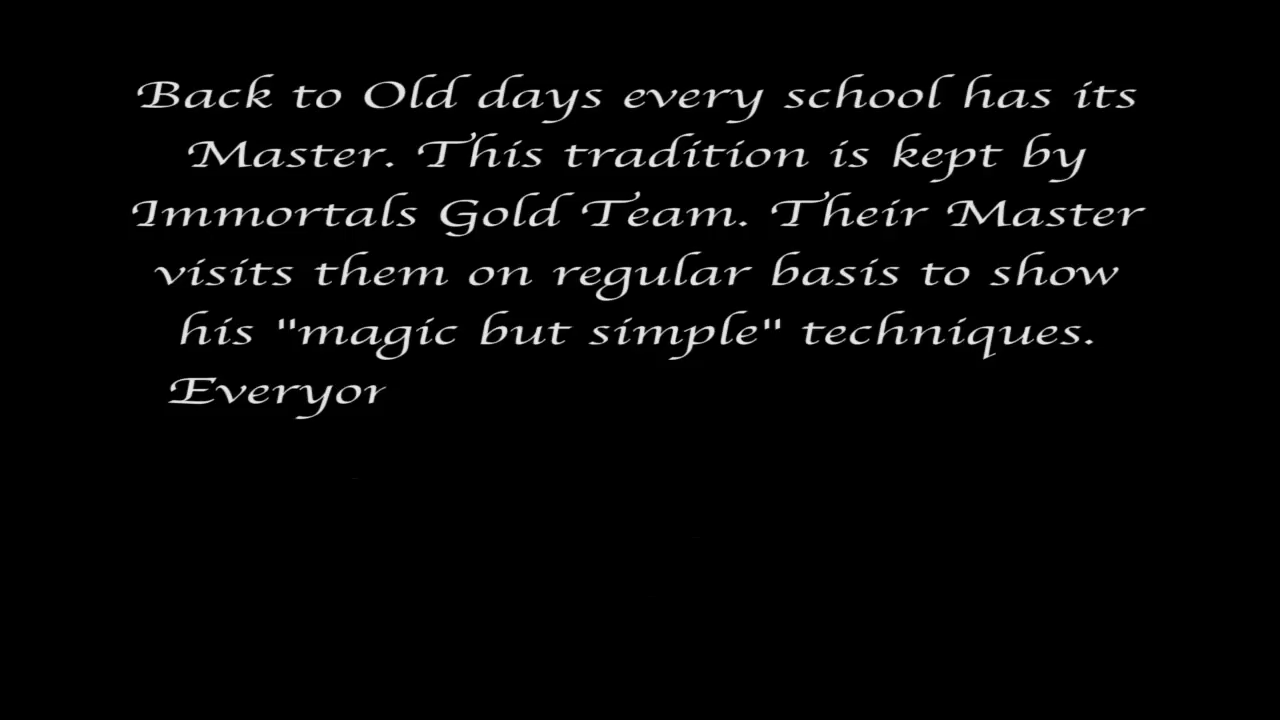 Back to Old days every school has its
Master. This tradition is kept by
Immortals Gold Team. Their Master
visits them on regular basis to show
his "magic but simple" techniques.